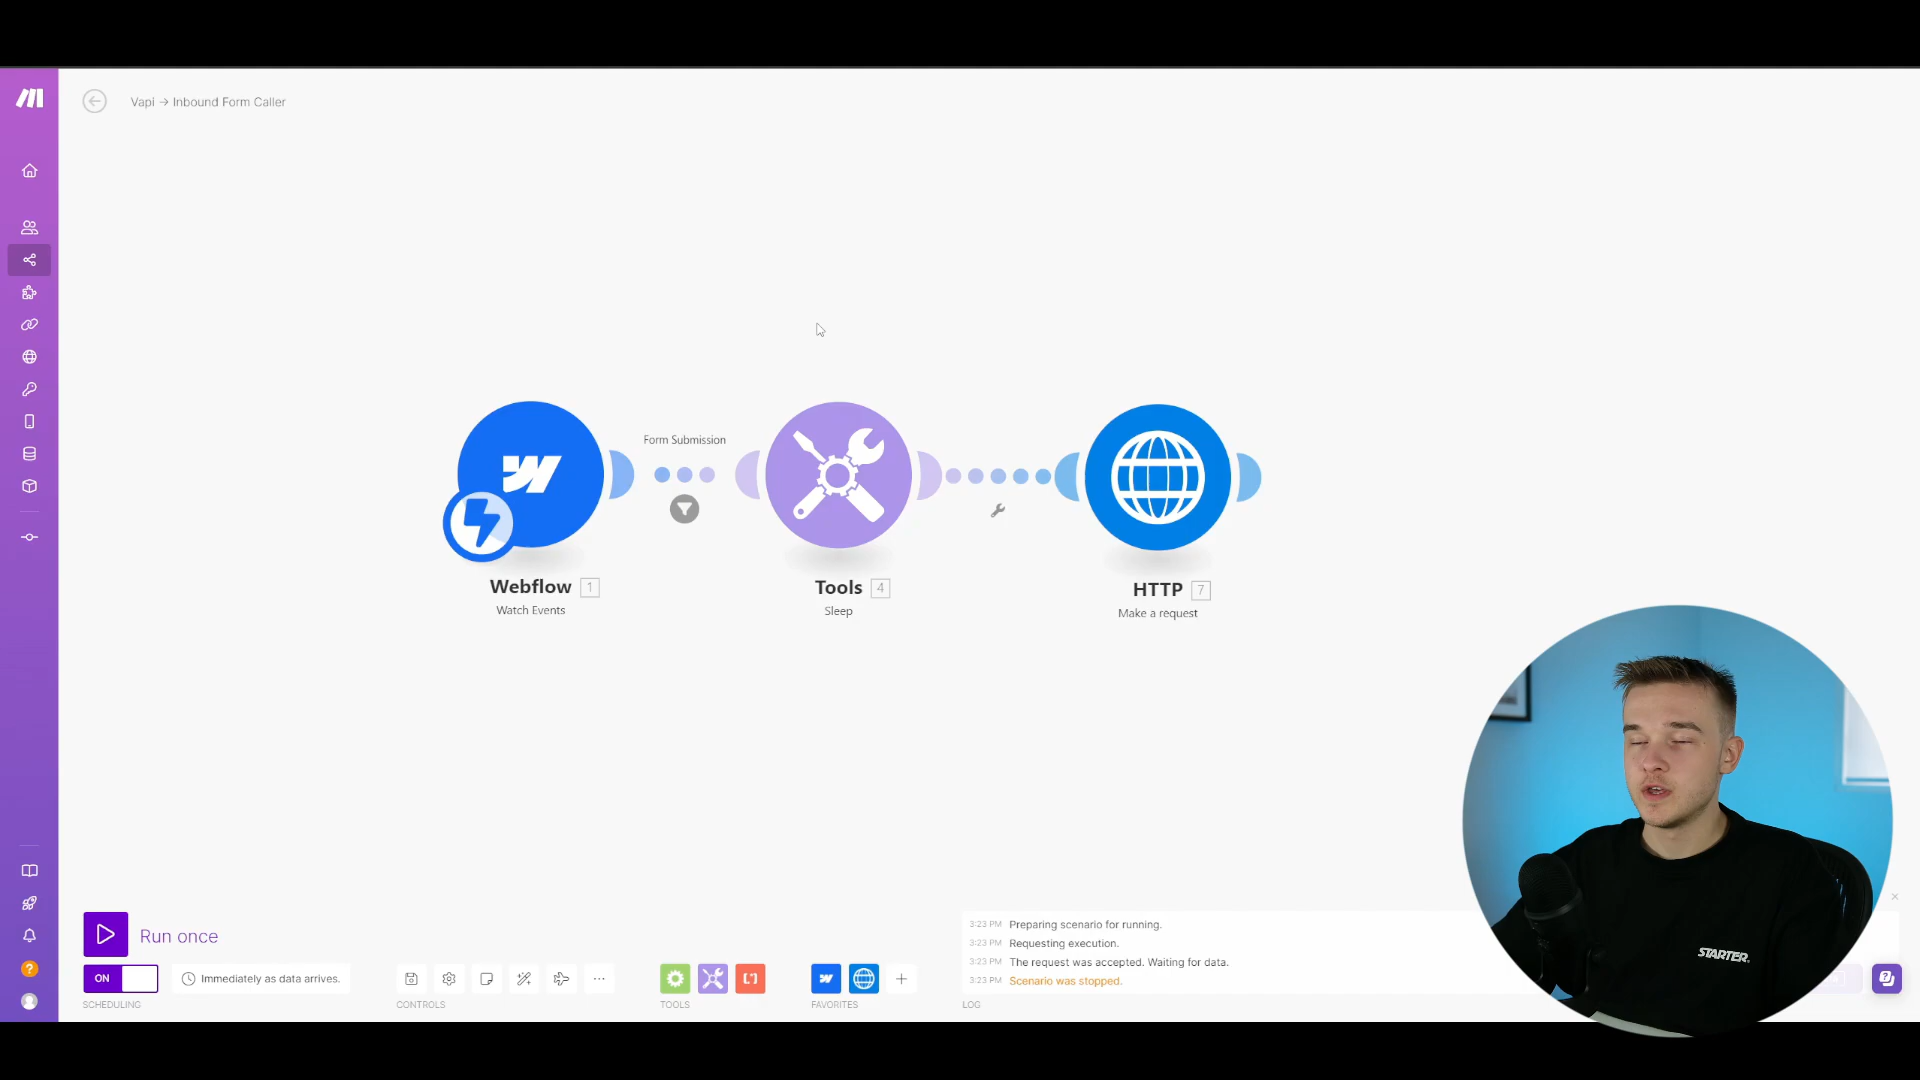 Vapi → Inbound Form Caller
Form Submission
Webflow 1
Watch Events
Tools 4
Sleep
HTTP 7
Make a request
Run once
ON
Immediately as data arrives.
SCHEDULING
CONTROLS
TOOLS
FAVORITES
3:23 PM Preparing scenario for running.
3:23 PM Requesting execution.
3:23 PM The request was accepted. Waiting for data.
3:23 PM Scenario was stopped.
LOG
STARTER